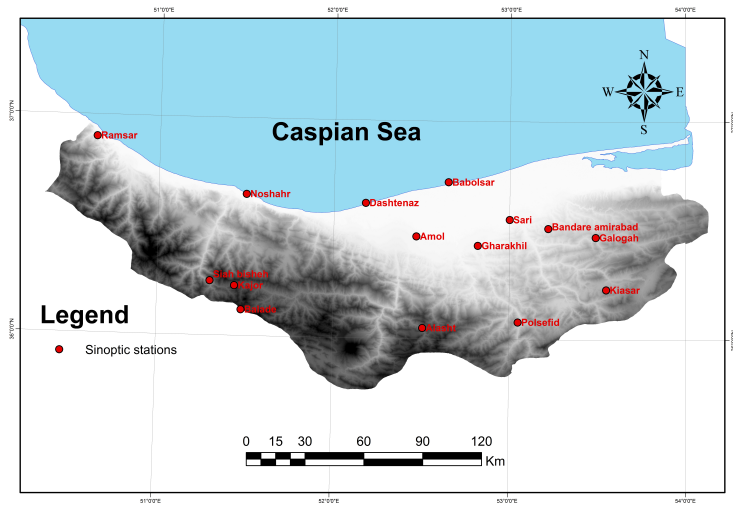 51°0'0"E
52°0'0"E
53°0'0"E
54°0'0"E
N
W
E
S
37°0'0"N
Caspian Sea
Ramsar
Babolsar
Noshahr
Dashtenaz
Sari
Bandare amirabad
Amol
Galogah
Gharakhil
Kiasar
Legend
36°0'0"N
Polsefid
Sinoptic stations
0
15
30
60
90
120
Km
51°0'0"E
52°0'0"E
53°0'0"E
54°0'0"E